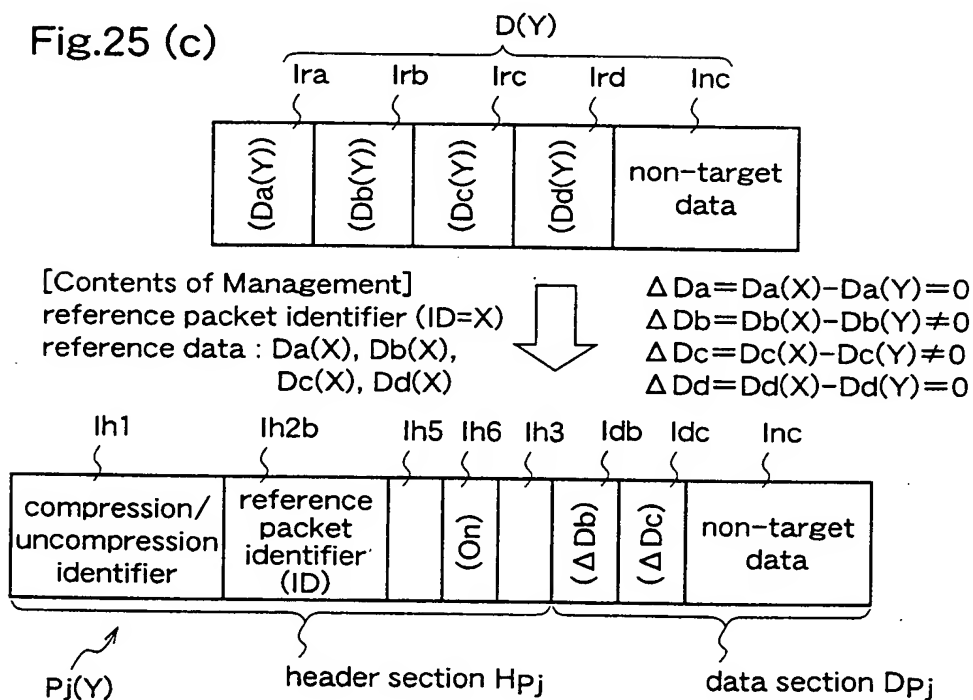 Fig.25 (c)
D(Y)
Ira Irb Irc Ird Inc
(Da(Y)) (Db(Y)) (Dc(Y)) (Dd(Y)) non-target data
[Contents of Management]
reference packet identifier (ID=X)
reference data : Da(X), Db(X),
Dc(X), Dd(X)
ΔDa=Da(X)-Da(Y)=0
ΔDb=Db(X)-Db(Y)≠0
ΔDc=Dc(X)-Dc(Y)≠0
ΔDd=Dd(X)-Dd(Y)=0
Ih1 Ih2b Ih5 Ih6 Ih3 Idb Idc Inc
compression/
uncompression
identifier
reference
packet
identifier
(ID)
(On)
(ΔDb)
(ΔDc)
non-target
data
Pj(Y)
header section HPj
data section DPj